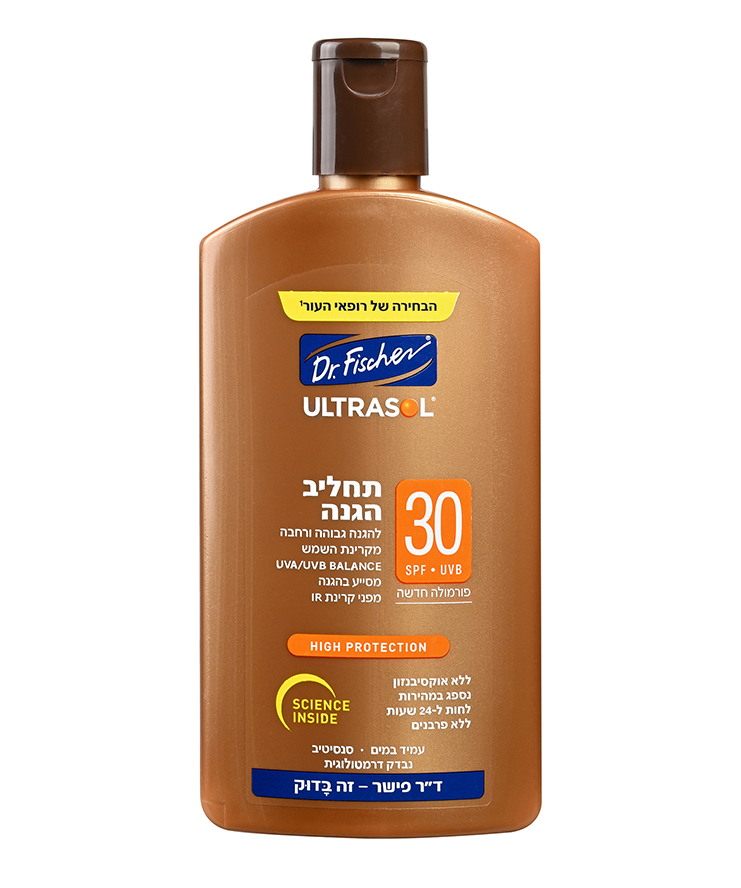 הבחירה של רופאי העור¹
Dr. Fischer®
ULTRASOL®
תחליב
הגנה
להגנה גבוהה ורחבה
מקרינת השמש
UVA/UVB BALANCE
מסייע בהגנה
מפני קרינת IR
30
SPF • UVB
פורמולה חדשה
HIGH PROTECTION
ללא אוקסיבנזון
נספג במהירות
לחות ל-24 שעות
ללא פרבנים
SCIENCE
INSIDE
עמיד במים • סנסיטיב
נבדק דרמטולוגית
ד״ר פישר – זה בָּדוּק